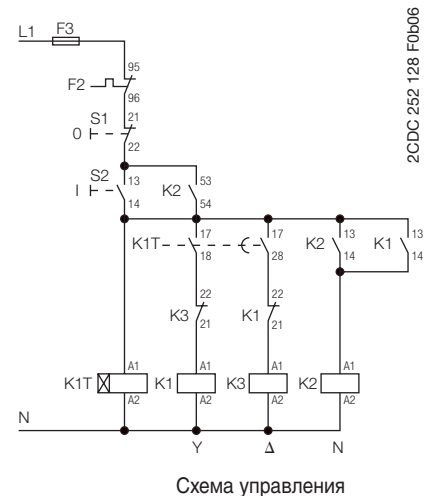 L1 F3
2CDC 252 128 F0b06
95
F2
96
S1 21
0
22
S2 13 K2 53
I
14 54
K1T 17 17 K2 13 K1 13
18 28 14 14
22 22
K3 K1
21 21
A1 A1 A1 A1
K1T K1 K3 K2
A2 A2 A2 A2
N
Y Δ N
Схема управления